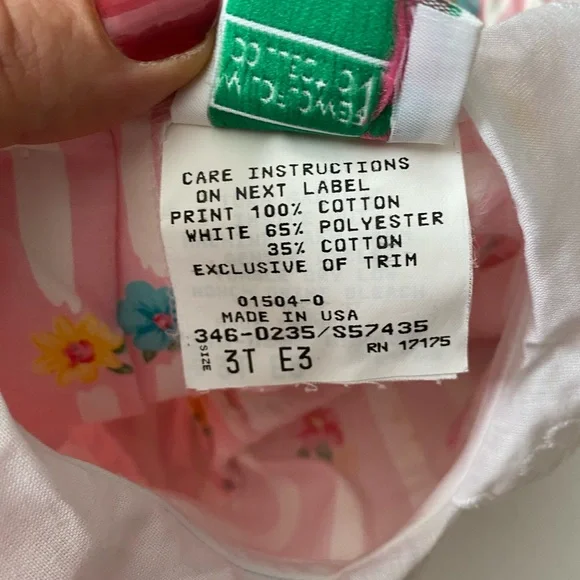 CARE INSTRUCTIONS
ON NEXT LABEL
PRINT 100% COTTON
WHITE 65% POLYESTER
35% COTTON
EXCLUSIVE OF TRIM
01504-0
MADE IN USA
346-0235/S57435
SIZE 3T E3 RN 17175